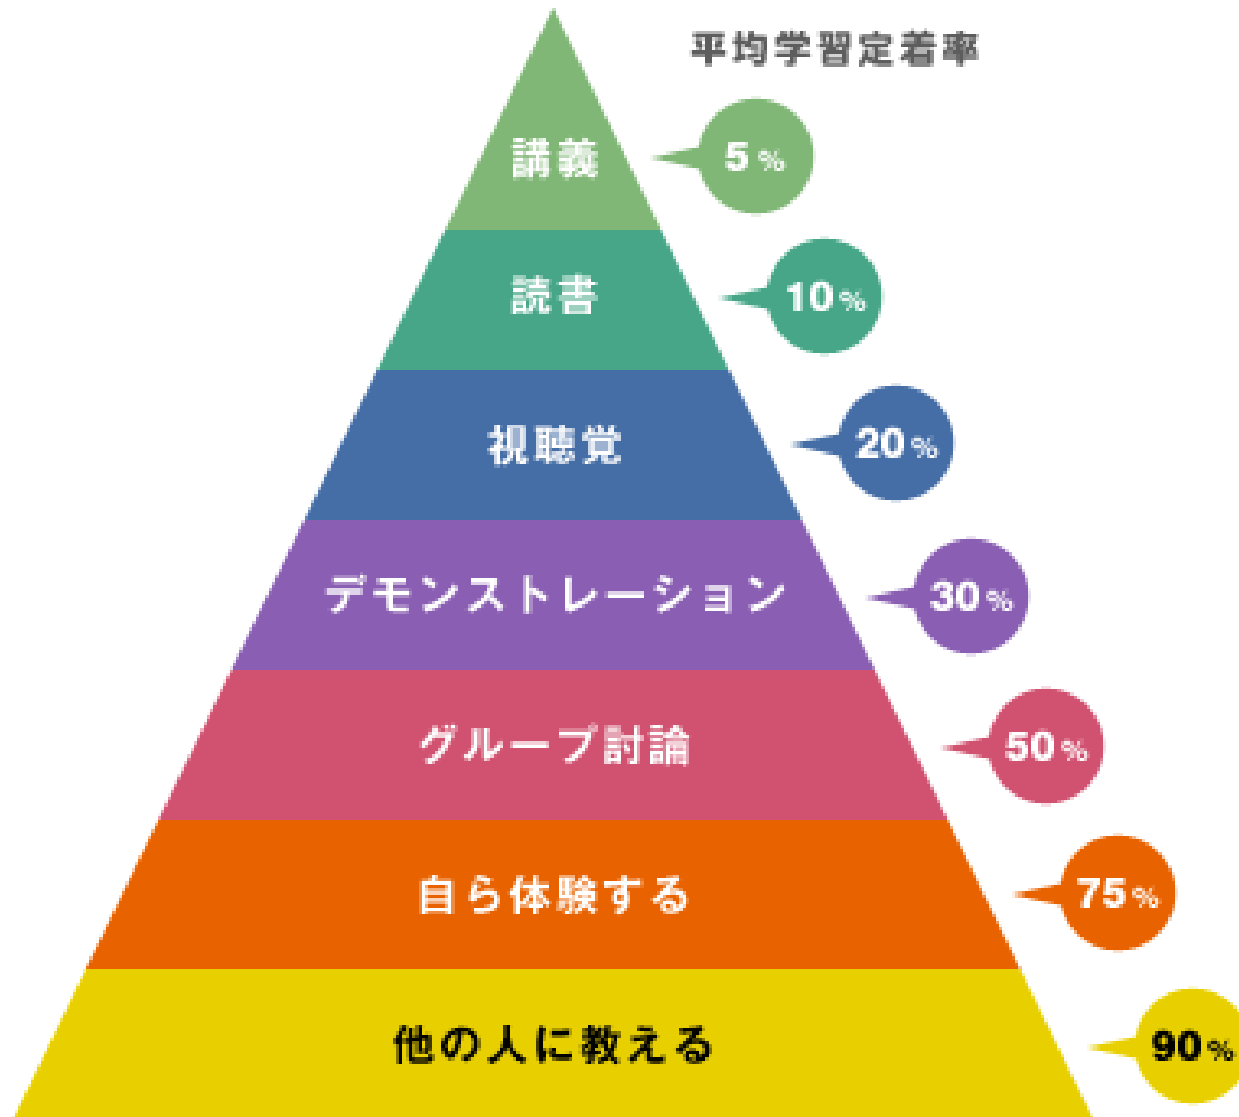 平均学習定着率
講義
5%
読書
10%
視聴党
20%
デモンストレーション
30%
グループ討論
50%
自ら体験する
75%
他の人に教える
90%